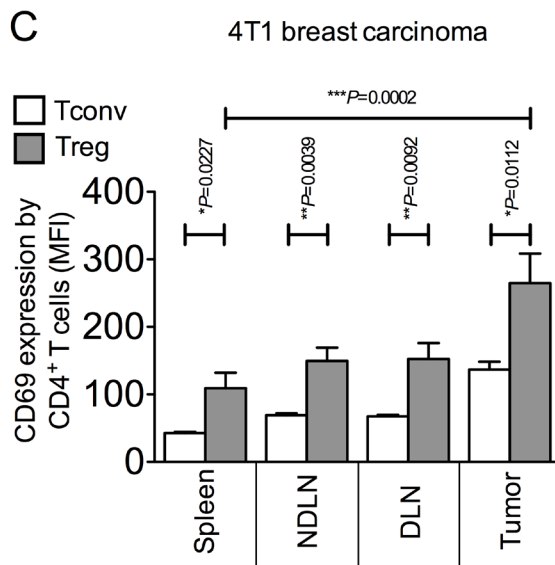 C
4T1 breast carcinoma
***P=0.0002
Tconv
Treg
*P=0.0227
**P=0.0039
**P=0.0092
*P=0.0112
CD69 expression by
CD4⁺ T cells (MFI)
400
300
200
100
0
Spleen
NDLN
DLN
Tumor